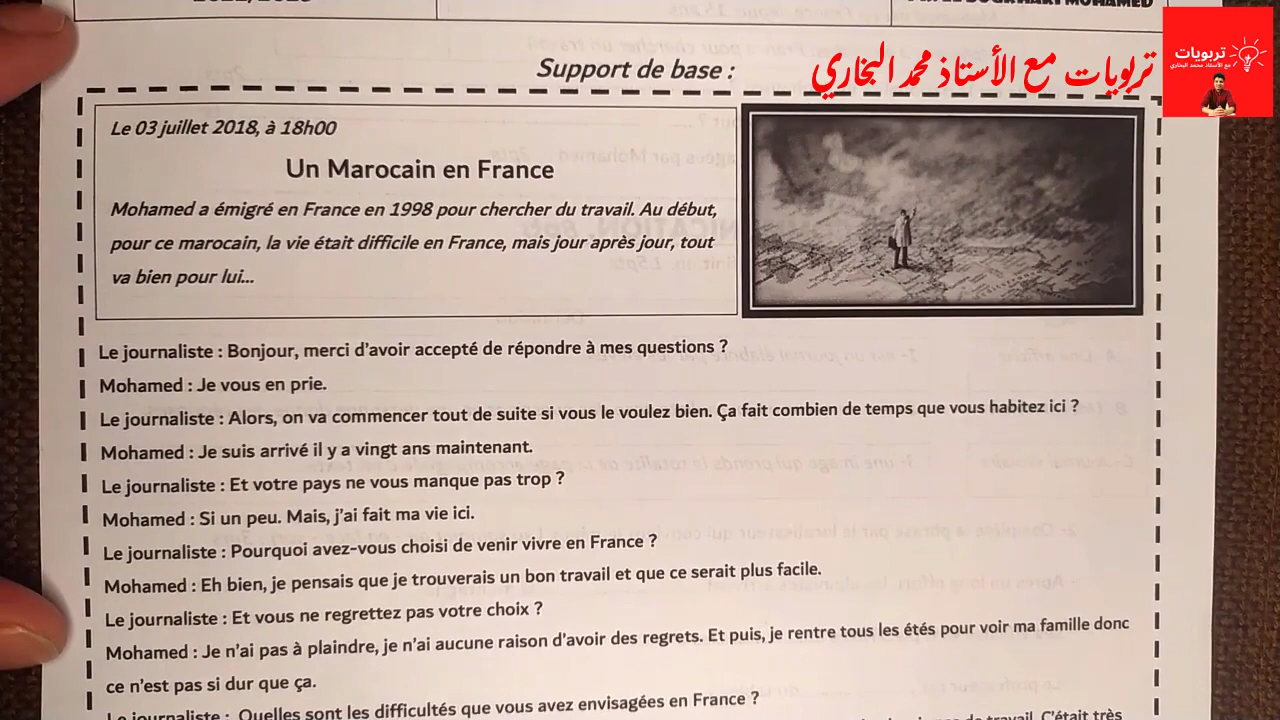 2022/2023
MOHAMED
Support de base :
تربويات مع الأستاذ محمد البخاري
تربويات
مع الأستاذ محمد البخاري
Le 03 juillet 2018, à 18h00
Un Marocain en France
Mohamed a émigré en France en 1998 pour chercher du travail. Au début,
pour ce marocain, la vie était difficile en France, mais jour après jour, tout
va bien pour lui...
Le journaliste : Bonjour, merci d'avoir accepté de répondre à mes questions ?
Mohamed : Je vous en prie.
Le journaliste : Alors, on va commencer tout de suite si vous le voulez bien. Ça fait combien de temps que vous habitez ici ?
Mohamed : Je suis arrivé il y a vingt ans maintenant.
Le journaliste : Et votre pays ne vous manque pas trop ?
Mohamed : Si un peu. Mais, j'ai fait ma vie ici.
Le journaliste : Pourquoi avez-vous choisi de venir vivre en France ?
Mohamed : Eh bien, je pensais que je trouverais un bon travail et que ce serait plus facile.
Le journaliste : Et vous ne regrettez pas votre choix ?
Mohamed : Je n'ai pas à plaindre, je n'ai aucune raison d'avoir des regrets. Et puis, je rentre tous les étés pour voir ma famille donc
ce n'est pas si dur que ça.
Le journaliste : Quelles sont les difficultés que vous avez envisagées en France ?
travail. C'était très